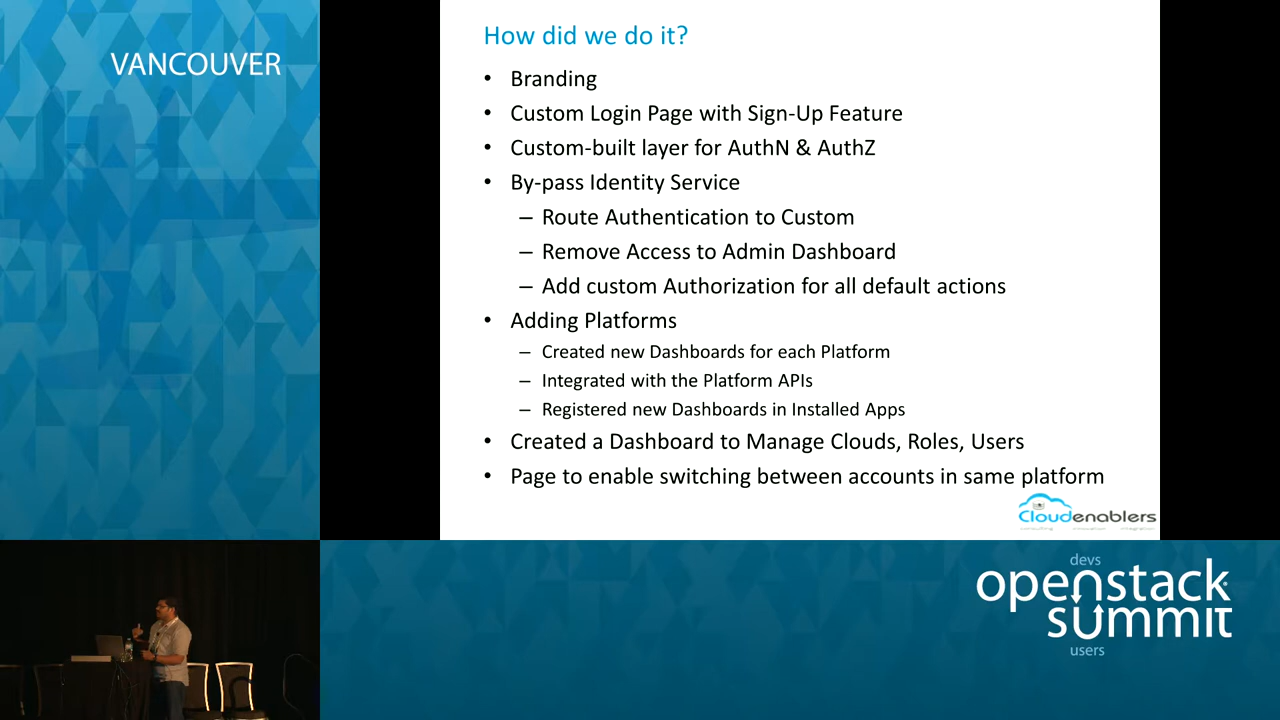 VANCOUVER
How did we do it?
• Branding
• Custom Login Page with Sign-Up Feature
• Custom-built layer for AuthN & AuthZ
• By-pass Identity Service
– Route Authentication to Custom
– Remove Access to Admin Dashboard
– Add custom Authorization for all default actions
• Adding Platforms
– Created new Dashboards for each Platform
– Integrated with the Platform APIs
– Registered new Dashboards in Installed Apps
• Created a Dashboard to Manage Clouds, Roles, Users
• Page to enable switching between accounts in same platform
Cloudenablers
devs
openstack
summit
users